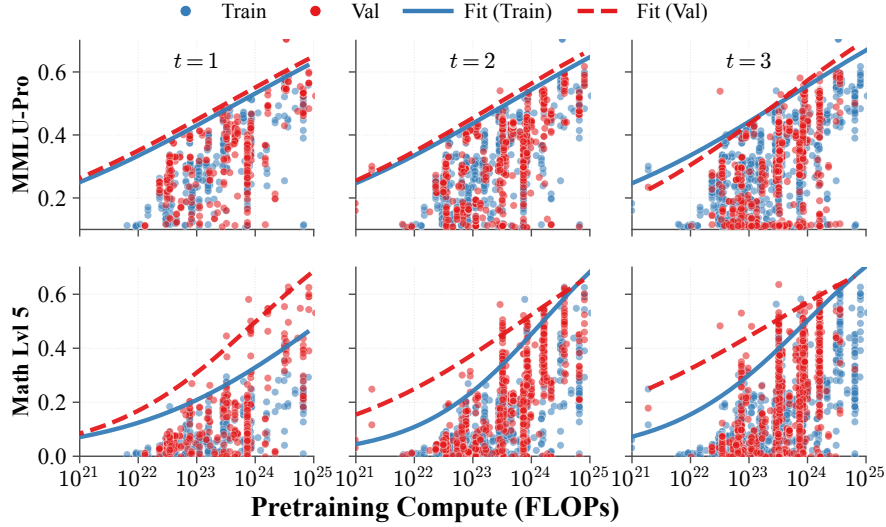 Train Val Fit (Train) Fit (Val)
t = 1 t = 2 t = 3
MMLU-Pro
0.6
0.4
0.2
Math Lvl 5
0.6
0.4
0.2
0.0
10^21 10^22 10^23 10^24 10^25 10^21 10^22 10^23 10^24 10^25 10^21 10^22 10^23 10^24 10^25
Pretraining Compute (FLOPs)